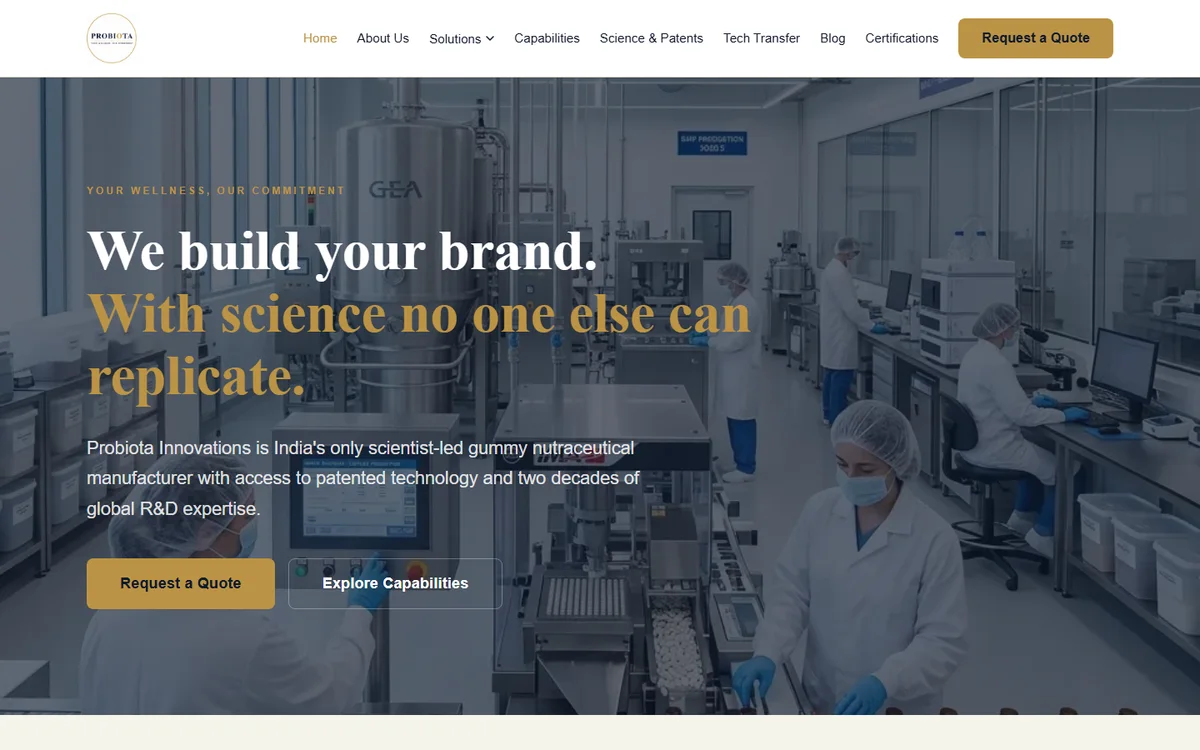 PROBIOTA
Home
About Us
Solutions
Capabilities
Science & Patents
Tech Transfer
Blog
Certifications
Request a Quote
GEA
YOUR WELLNESS, OUR COMMITMENT
We build your brand.
With science no one else can
replicate.
Probiota Innovations is India's only scientist-led gummy nutraceutical
manufacturer with access to patented technology and two decades of
global R&D expertise.
Request a Quote
Explore Capabilities